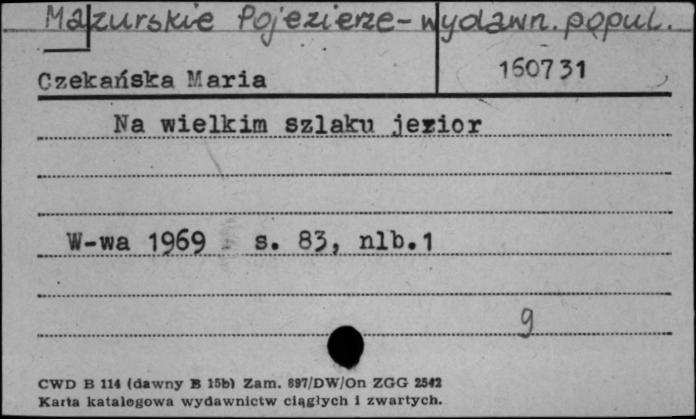 Mazurskie Pojezierze - wydawn. popul.
Czekańska Maria 160731
Na wielkim szlaku jezior
W-wa 1969 s. 83, nlb.1
9
CWD B 114 (dawny B 15b) Zam. 697/DW/On ZGG 2542
Karta katalogowa wydawnictw ciągłych i zwartych.